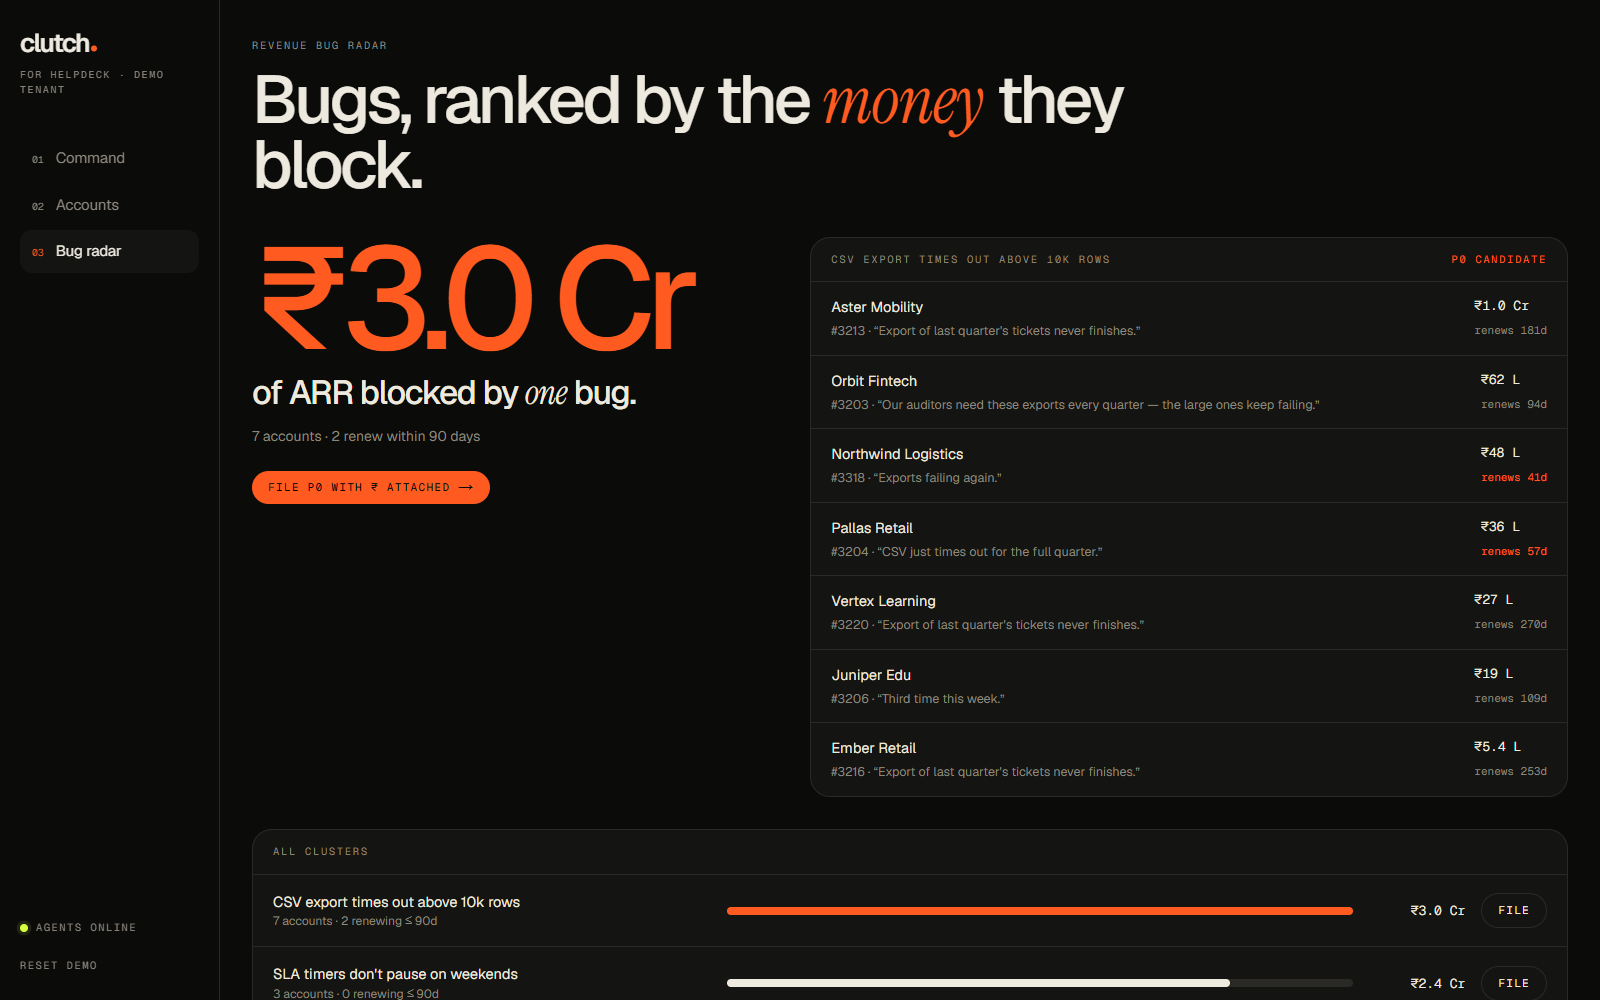 clutch.
FOR HELPDECK · DEMO
TENANT
01 Command
02 Accounts
03 Bug radar
AGENTS ONLINE
RESET DEMO
REVENUE BUG RADAR
Bugs, ranked by the money they
block.
₹3.0 Cr
of ARR blocked by one bug.
7 accounts · 2 renew within 90 days
FILE P0 WITH ₹ ATTACHED →
CSV EXPORT TIMES OUT ABOVE 10K ROWS P0 CANDIDATE
Aster Mobility ₹1.0 Cr
#3213 · “Export of last quarter's tickets never finishes.” renews 181d
Orbit Fintech ₹62 L
#3203 · “Our auditors need these exports every quarter — the large ones keep failing.” renews 94d
Northwind Logistics ₹48 L
#3318 · “Exports failing again.” renews 41d
Pallas Retail ₹36 L
#3204 · “CSV just times out for the full quarter.” renews 57d
Vertex Learning ₹27 L
#3220 · “Export of last quarter's tickets never finishes.” renews 270d
Juniper Edu ₹19 L
#3206 · “Third time this week.” renews 109d
Ember Retail ₹5.4 L
#3216 · “Export of last quarter's tickets never finishes.” renews 253d
ALL CLUSTERS
CSV export times out above 10k rows ₹3.0 Cr FILE
7 accounts · 2 renewing ≤ 90d
SLA timers don't pause on weekends ₹2.4 Cr FILE
3 accounts · 0 renewing ≤ 90d